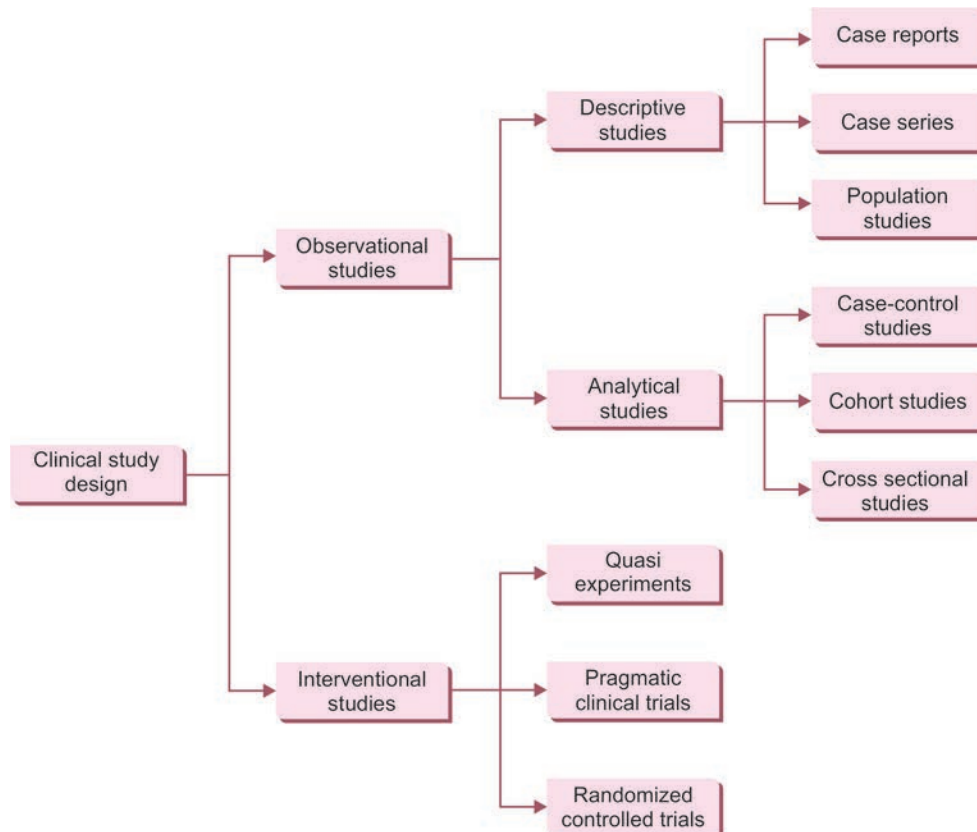 Case reports
Descriptive
studies
Case series
Population
studies
Observational
studies
Case-control
studies
Analytical
studies
Cohort studies
Clinical study
design
Cross sectional
studies
Quasi
experiments
Interventional
studies
Pragmatic
clinical trials
Randomized
controlled trials